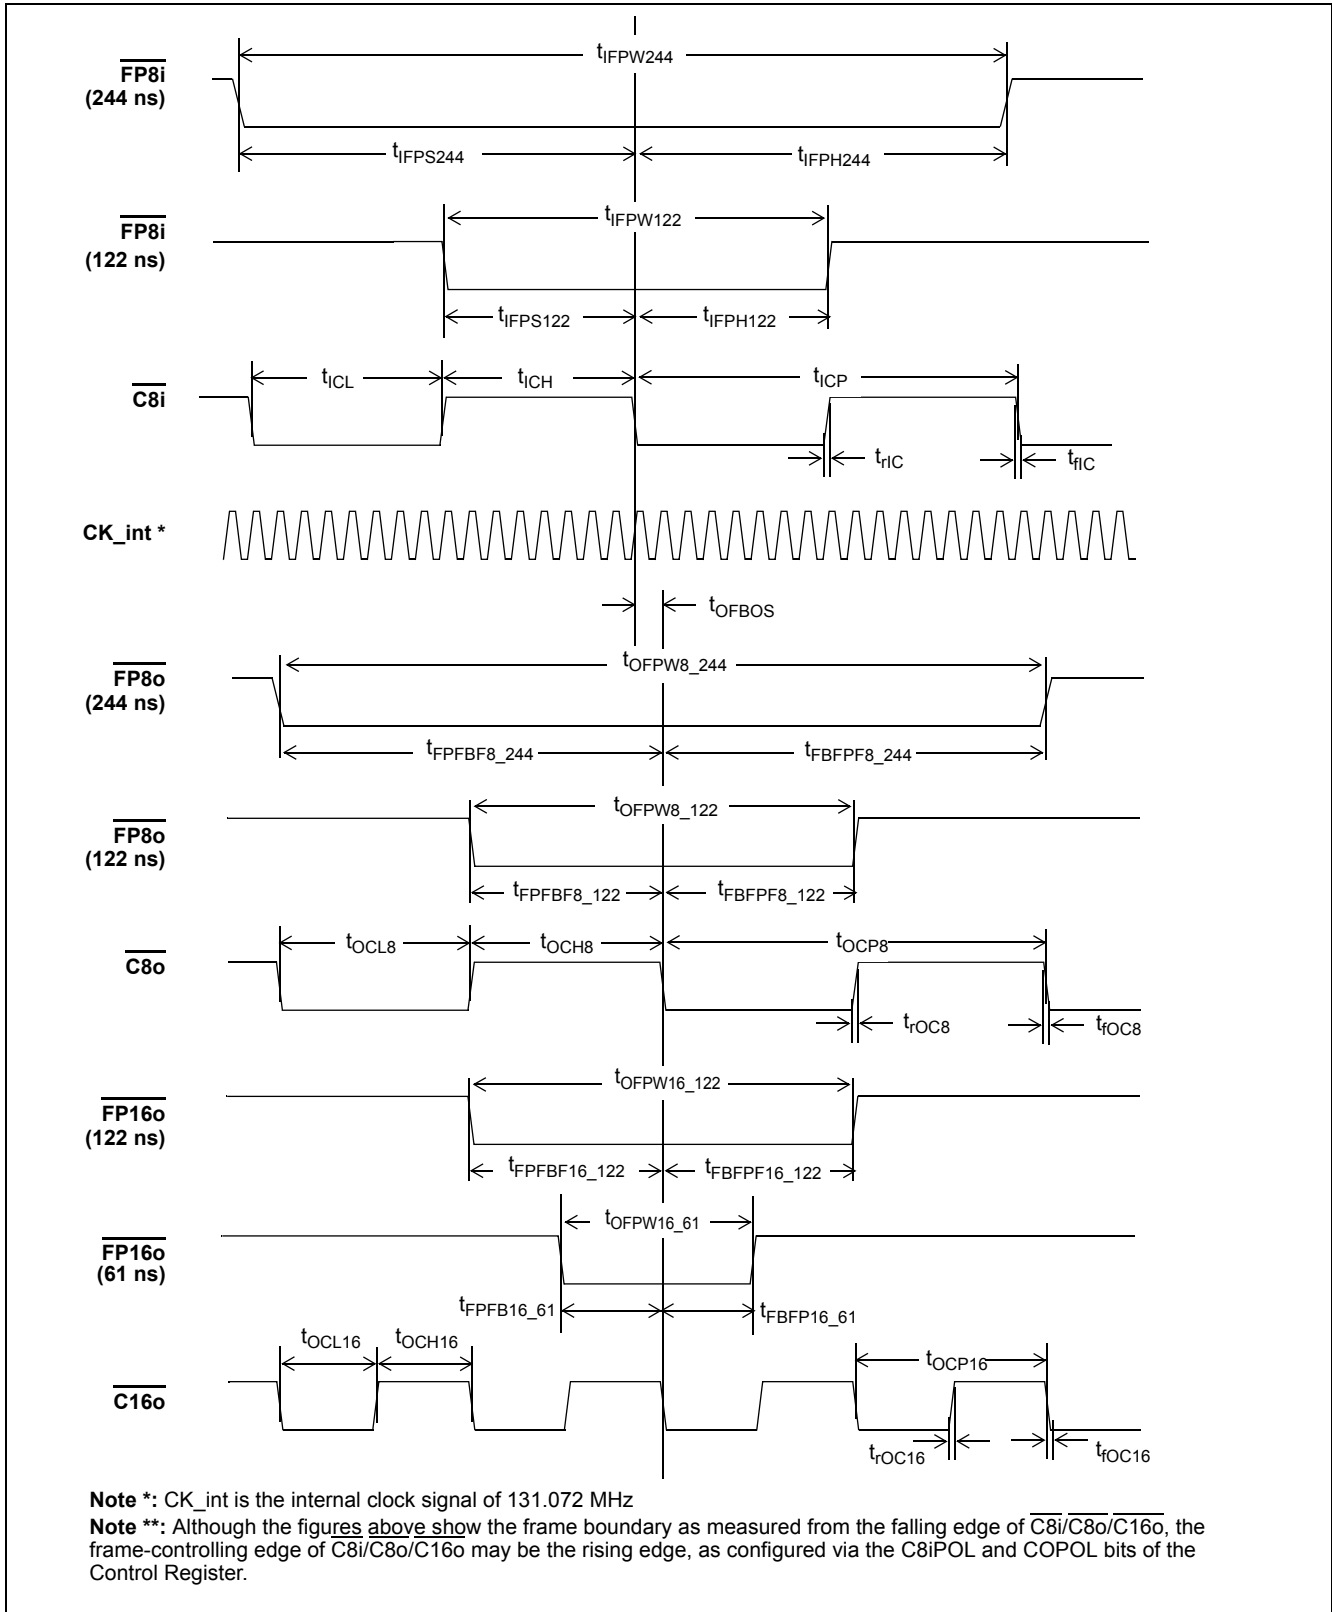 tIFPW244
FP8i
(244 ns)
tIFPS244
tIFPH244
tIFPW122
FP8i
(122 ns)
tIFPS122
tIFPH122
tICL
tICH
tICP
C8i
trIC
tfIC
CK_int *
tOFBOS
tOFPW8_244
FP8o
(244 ns)
tFPFBF8_244
tFBFPF8_244
tOFPW8_122
FP8o
(122 ns)
tFPFBF8_122
tFBFPF8_122
tOCL8
tOCH8
tOCP8
C8o
trOC8
tfOC8
tOFPW16_122
FP16o
(122 ns)
tFPFBF16_122
tFBFPF16_122
tOFPW16_61
FP16o
(61 ns)
tFPFB16_61
tFBFP16_61
tOCL16
tOCH16
tOCP16
C16o
trOC16
tfOC16
Note *: CK_int is the internal clock signal of 131.072 MHz
Note **: Although the figures above show the frame boundary as measured from the falling edge of C8i/C8o/C16o, the
frame-controlling edge of C8i/C8o/C16o may be the rising edge, as configured via the C8iPOL and COPOL bits of the
Control Register.